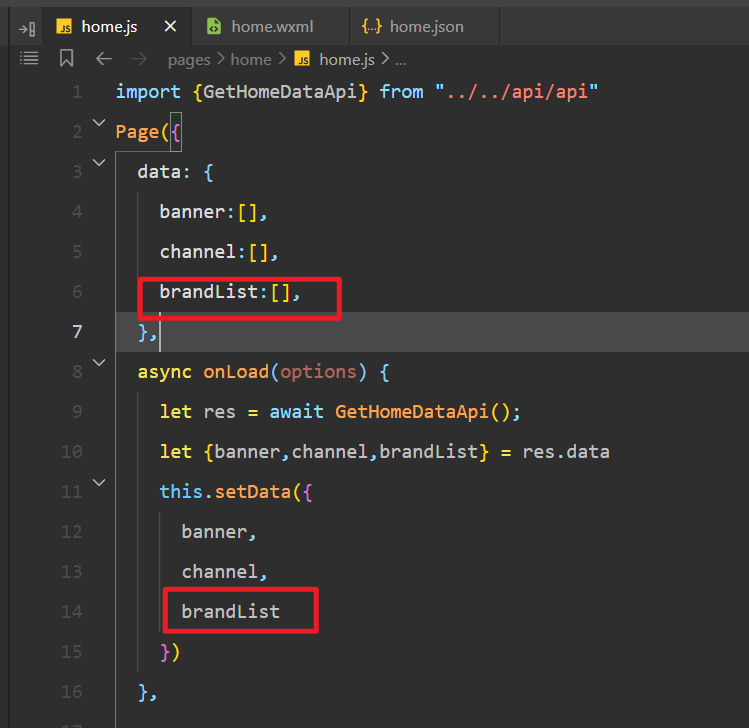 JS home.js × home.wxml {..} home.json
pages > home > JS home.js > ...
1 import {GetHomeDataApi} from "../../api/api"
2 Page({
3 data: {
4 banner:[],
5 channel:[],
6 brandList:[],
7 },
8 async onLoad(options) {
9 let res = await GetHomeDataApi();
10 let {banner,channel,brandList} = res.data
11 this.setData({
12 banner,
13 channel,
14 brandList
15 })
16 },